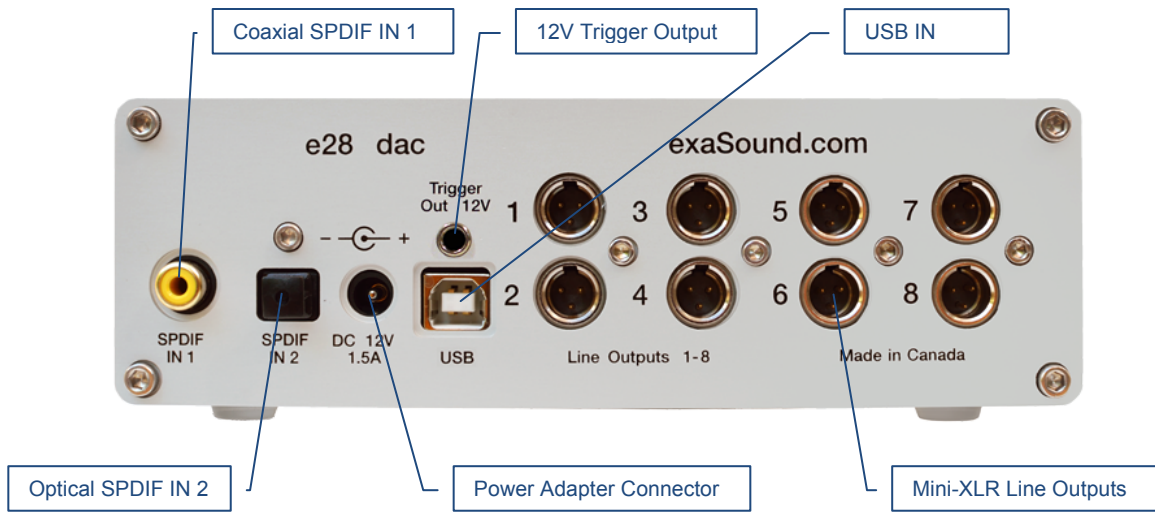 Coaxial SPDIF IN 1
12V Trigger Output
USB IN
e28 dac
exaSound.com
Trigger
Out 12V
1
3
5
7
- +
2
4
6
8
SPDIF
IN 1
SPDIF
IN 2
DC 12V
1.5A
USB
Line Outputs 1-8
Made in Canada
Optical SPDIF IN 2
Power Adapter Connector
Mini-XLR Line Outputs